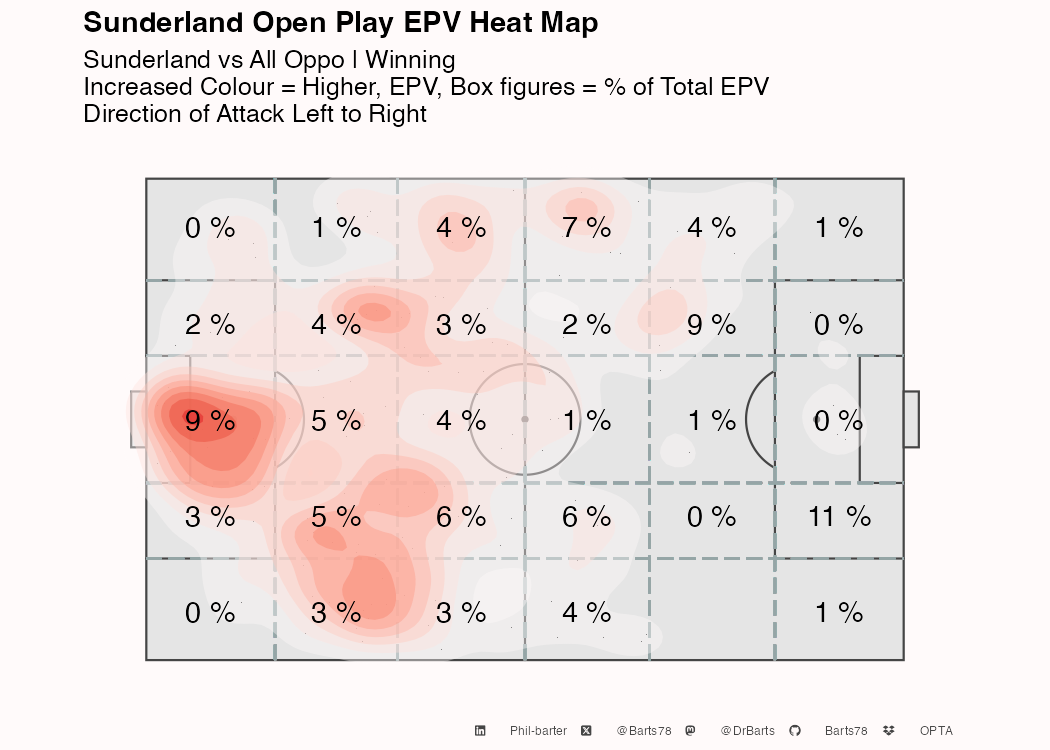 Sunderland Open Play EPV Heat Map
Sunderland vs All Oppo | Winning
Increased Colour = Higher, EPV, Box figures = % of Total EPV
Direction of Attack Left to Right
0 % 1 % 4 % 7 % 4 % 1 %
2 % 4 % 3 % 2 % 9 % 0 %
9 % 5 % 4 % 1 % 1 % 0 %
3 % 5 % 6 % 6 % 0 % 11 %
0 % 3 % 3 % 4 % 1 %
Phil-barter @Barts78 @DrBarts Barts78 OPTA